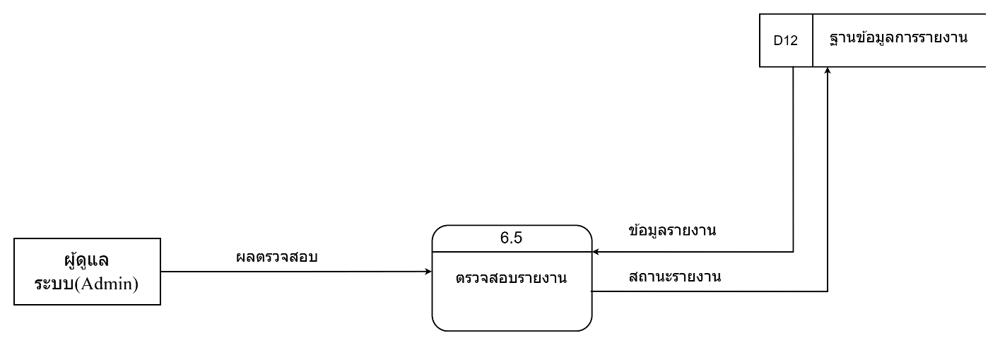 D12 ฐานข้อมูลการรายงาน
6.5
ข้อมูลรายงาน
ผู้ดูแล
ระบบ(Admin)
ผลตรวจสอบ
ตรวจสอบรายงาน
สถานะรายงาน